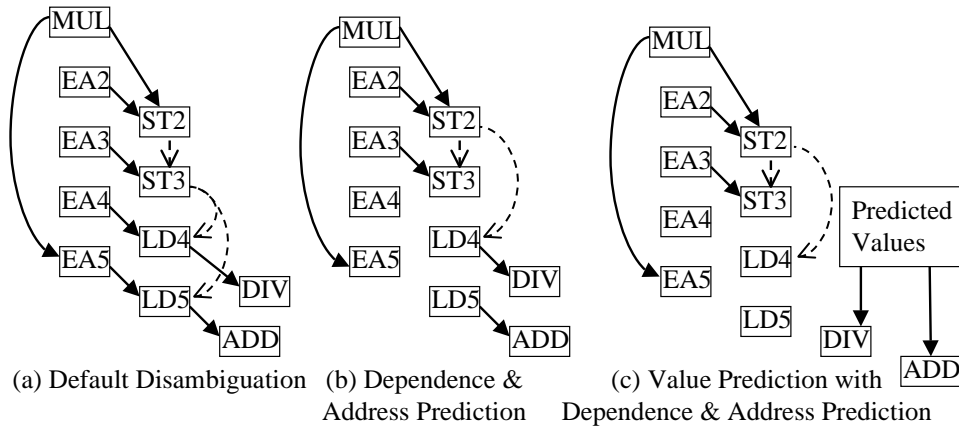 MUL
EA2
ST2
EA3
ST3
EA4
LD4
EA5
LD5
DIV
ADD
(a) Default Disambiguation
MUL
EA2
ST2
EA3
ST3
EA4
LD4
EA5
DIV
LD5
ADD
(b) Dependence &
Address Prediction
MUL
EA2
ST2
EA3
ST3
EA4
LD4
EA5
LD5
Predicted
Values
DIV
ADD
(c) Value Prediction with
Dependence & Address Prediction